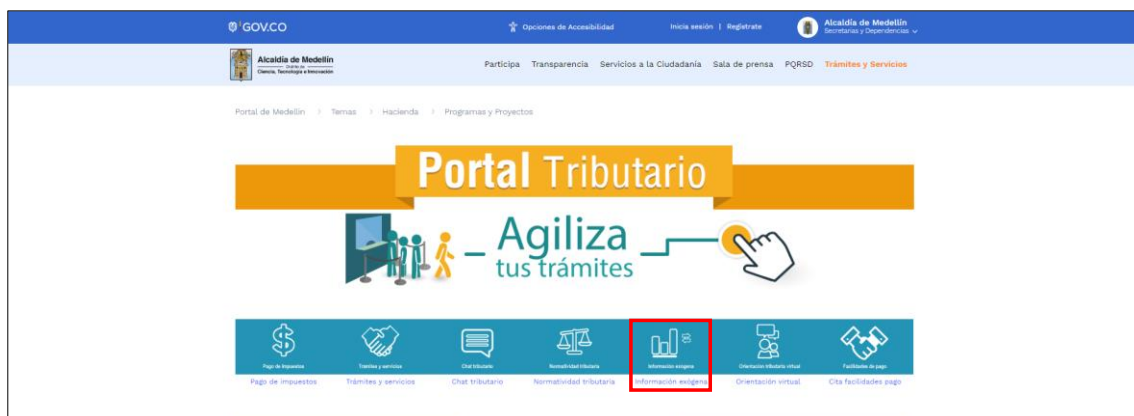 GOV.CO
Opciones de Accesibilidad
Inicia sesión | Regístrate
Alcaldía de Medellín
Secretarías y Dependencias
Alcaldía de Medellín
Distrito de
Ciencia, Tecnología e Innovación
Participa Transparencia Servicios a la Ciudadanía Sala de prensa PQRSD Trámites y Servicios
Portal de Medellín > Temas > Hacienda > Programas y Proyectos
Portal Tributario
Agiliza
tus trámites
Pago de impuestos Trámites y servicios Chat tributario Normatividad tributaria Información exógena Orientación tributaria virtual Facilidades de pago
Pago de impuestos Trámites y servicios Chat tributario Normatividad tributaria Información exógena Orientación virtual Cita facilidades pago